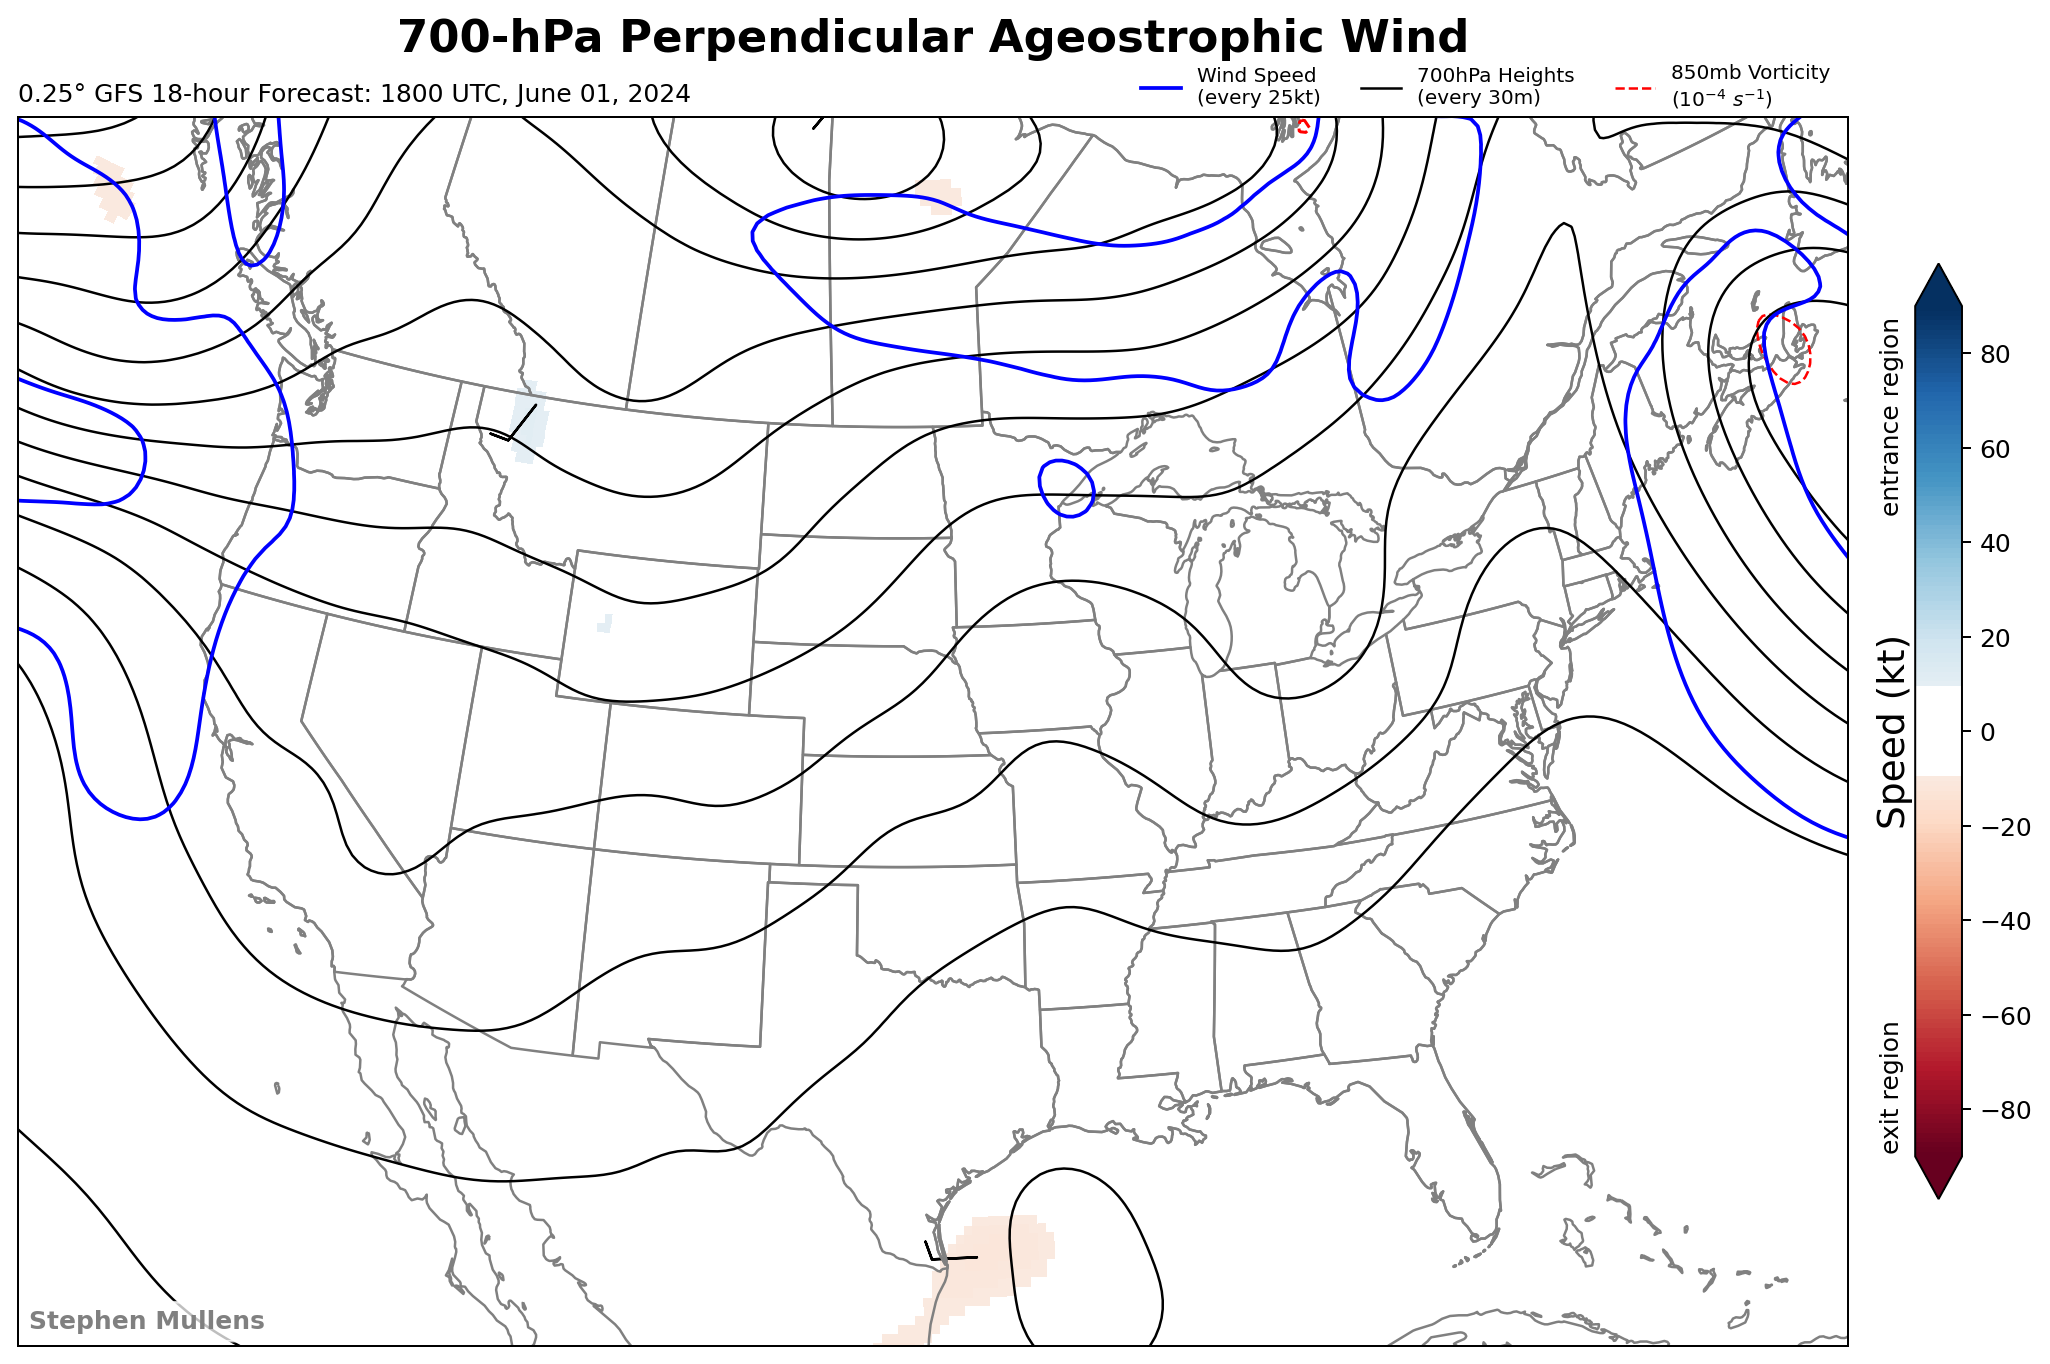 700-hPa Perpendicular Ageostrophic Wind
0.25° GFS 18-hour Forecast: 1800 UTC, June 01, 2024
Wind Speed
(every 25kt)
700hPa Heights
(every 30m)
850mb Vorticity
(10⁻⁴ s⁻¹)
entrance region
Speed (kt)
exit region
80
60
40
20
0
−20
−40
−60
−80
Stephen Mullens